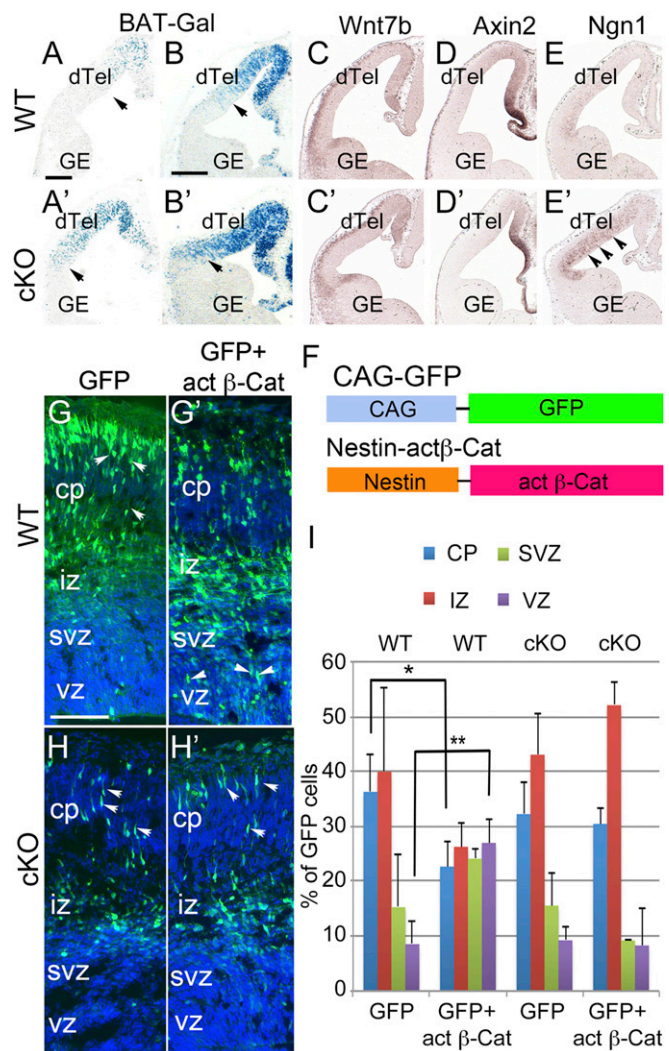 BAT-Gal Wnt7b Axin2 Ngn1
A B C D E
dTel dTel dTel dTel dTel
WT
GE GE GE GE GE
A' B' C' D' E'
dTel dTel dTel dTel dTel
cKO
GE GE GE GE GE
GFP GFP+ act β-Cat
G G'
WT
cp
iz iz
svz svz
vz vz
H H'
cKO
cp cp
iz iz
svz svz
vz vz
F
CAG-GFP
CAG GFP
Nestin-actβ-Cat
Nestin act β-Cat
I
CP SVZ
IZ VZ
WT WT cKO cKO
% of GFP cells
60
50
40
30
20
10
0
*
**
GFP GFP+ act β-Cat GFP GFP+ act β-Cat